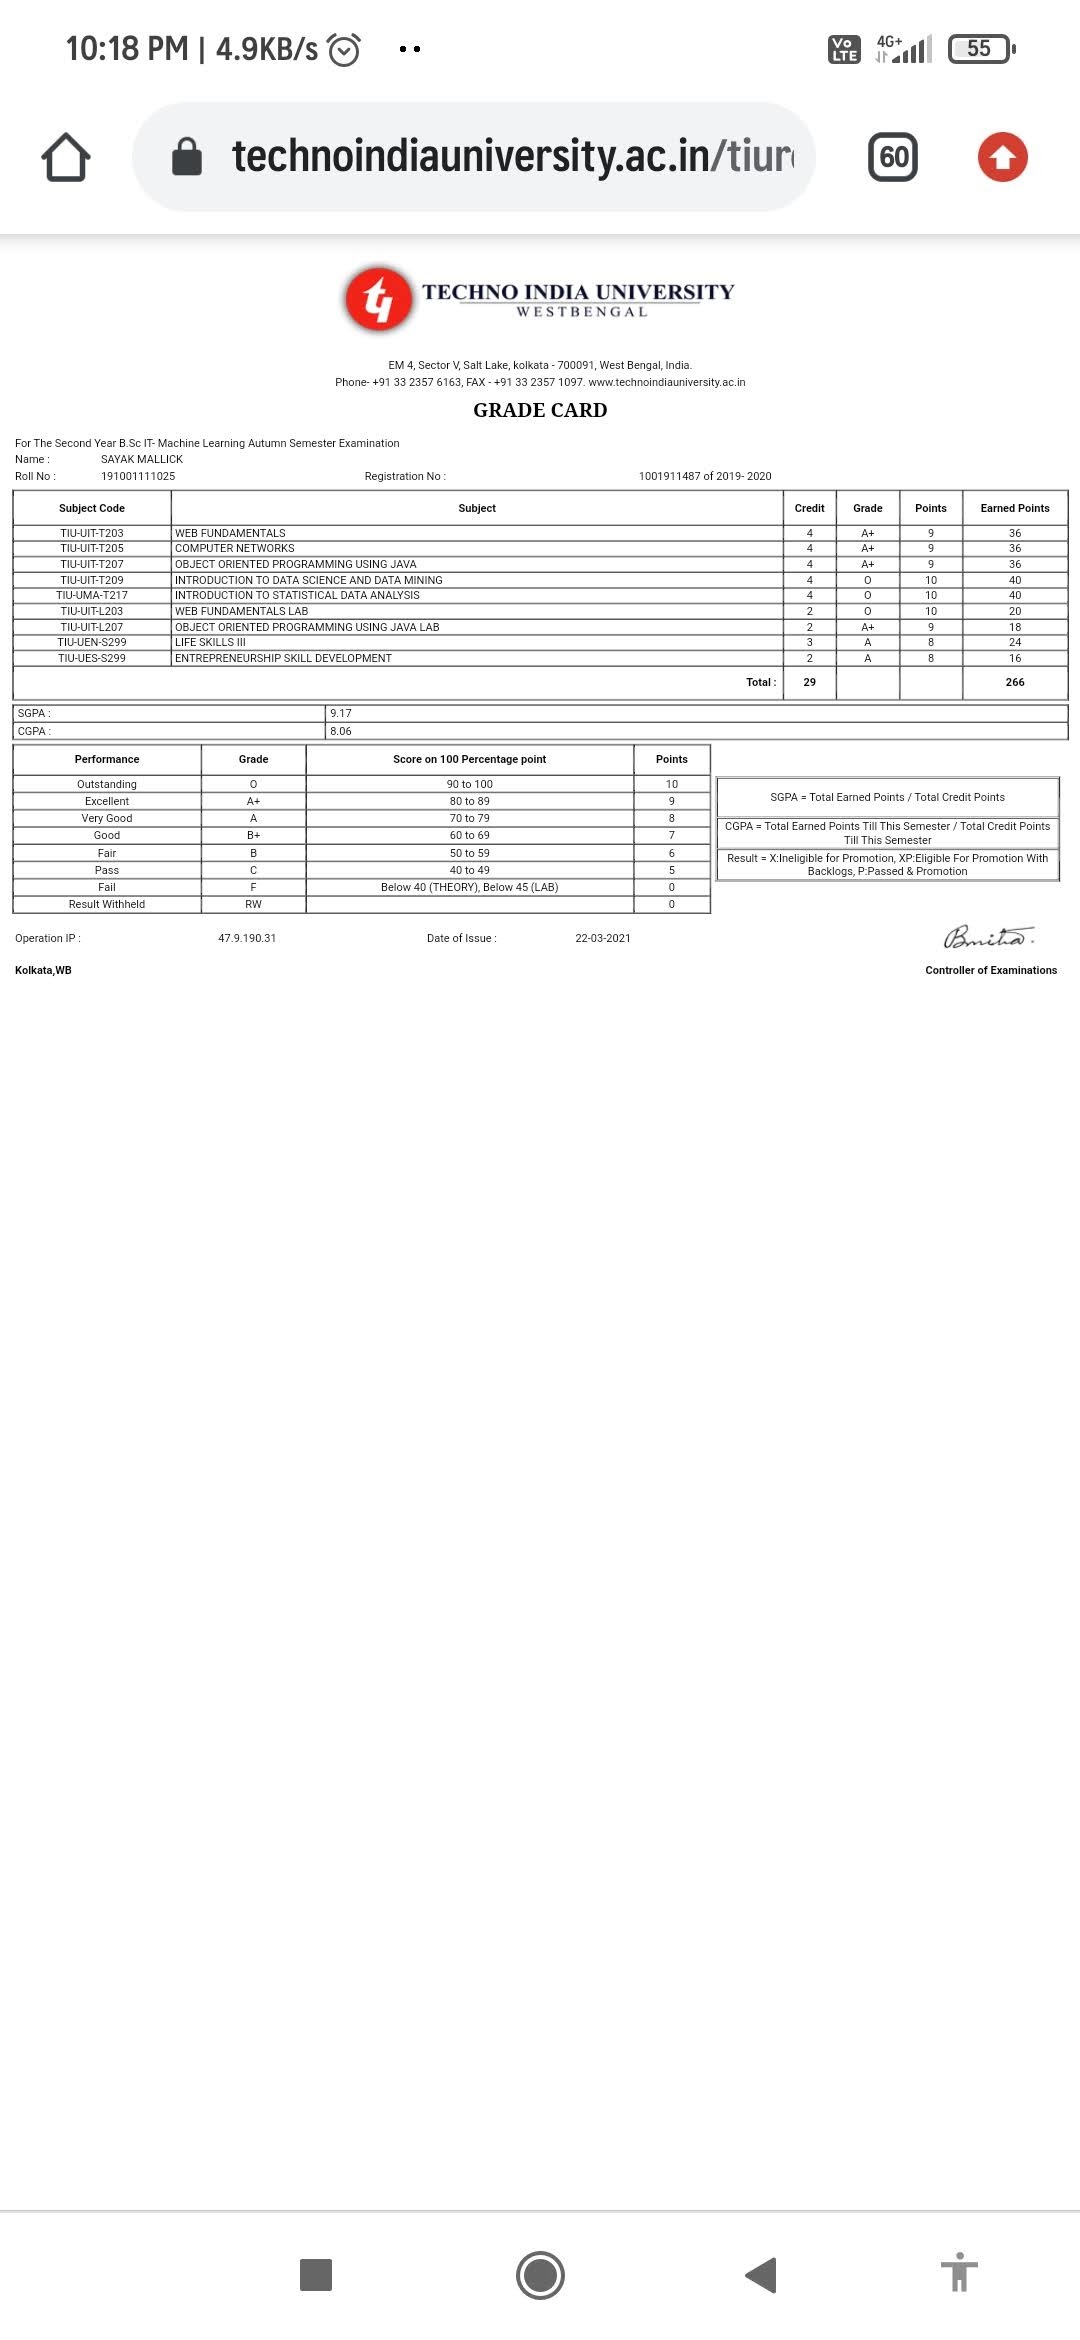 10:18 PM | 4.9KB/s
Vo LTE 4G+ 55
technoindiauniversity.ac.in/tiur
60
TECHNO INDIA UNIVERSITY
WESTBENGAL
EM 4, Sector V, Salt Lake, kolkata - 700091, West Bengal, India.
Phone- +91 33 2357 6163, FAX - +91 33 2357 1097. www.technoindiauniversity.ac.in
GRADE CARD
For The Second Year B.Sc IT- Machine Learning Autumn Semester Examination
Name : SAYAK MALLICK
Roll No : 191001111025 Registration No : 1001911487 of 2019- 2020
Subject Code Subject Credit Grade Points Earned Points
TIU-UIT-T203 WEB FUNDAMENTALS 4 A+ 9 36
TIU-UIT-T205 COMPUTER NETWORKS 4 A+ 9 36
TIU-UIT-T207 OBJECT ORIENTED PROGRAMMING USING JAVA 4 A+ 9 36
TIU-UIT-T209 INTRODUCTION TO DATA SCIENCE AND DATA MINING 4 O 10 40
TIU-UMA-T217 INTRODUCTION TO STATISTICAL DATA ANALYSIS 4 O 10 40
TIU-UIT-L203 WEB FUNDAMENTALS LAB 2 O 10 20
TIU-UIT-L207 OBJECT ORIENTED PROGRAMMING USING JAVA LAB 2 A+ 9 18
TIU-UEN-S299 LIFE SKILLS III 3 A 8 24
TIU-UES-S299 ENTREPRENEURSHIP SKILL DEVELOPMENT 2 A 8 16
Total : 29 266
SGPA : 9.17
CGPA : 8.06
Performance Grade Score on 100 Percentage point Points
Outstanding O 90 to 100 10
Excellent A+ 80 to 89 9
Very Good A 70 to 79 8
Good B+ 60 to 69 7
Fair B 50 to 59 6
Pass C 40 to 49 5
Fail F Below 40 (THEORY), Below 45 (LAB) 0
Result Withheld RW 0
SGPA = Total Earned Points / Total Credit Points
CGPA = Total Earned Points Till This Semester / Total Credit Points
Till This Semester
Result = X:Ineligible for Promotion, XP:Eligible For Promotion With
Backlogs, P:Passed & Promotion
Operation IP : 47.9.190.31 Date of Issue : 22-03-2021
Kolkata,WB Controller of Examinations